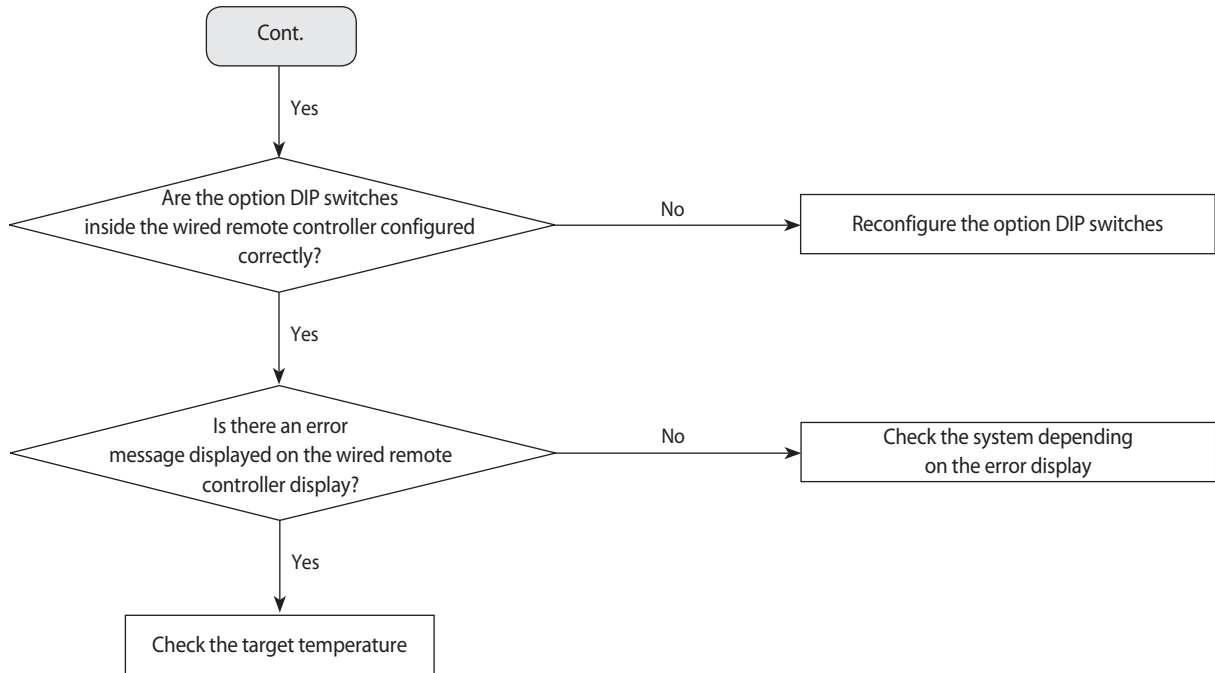 Cont.
Yes
Are the option DIP switches
inside the wired remote controller configured
correctly?
No
Reconfigure the option DIP switches
Yes
Is there an error
message displayed on the wired remote
controller display?
No
Check the system depending
on the error display
Yes
Check the target temperature